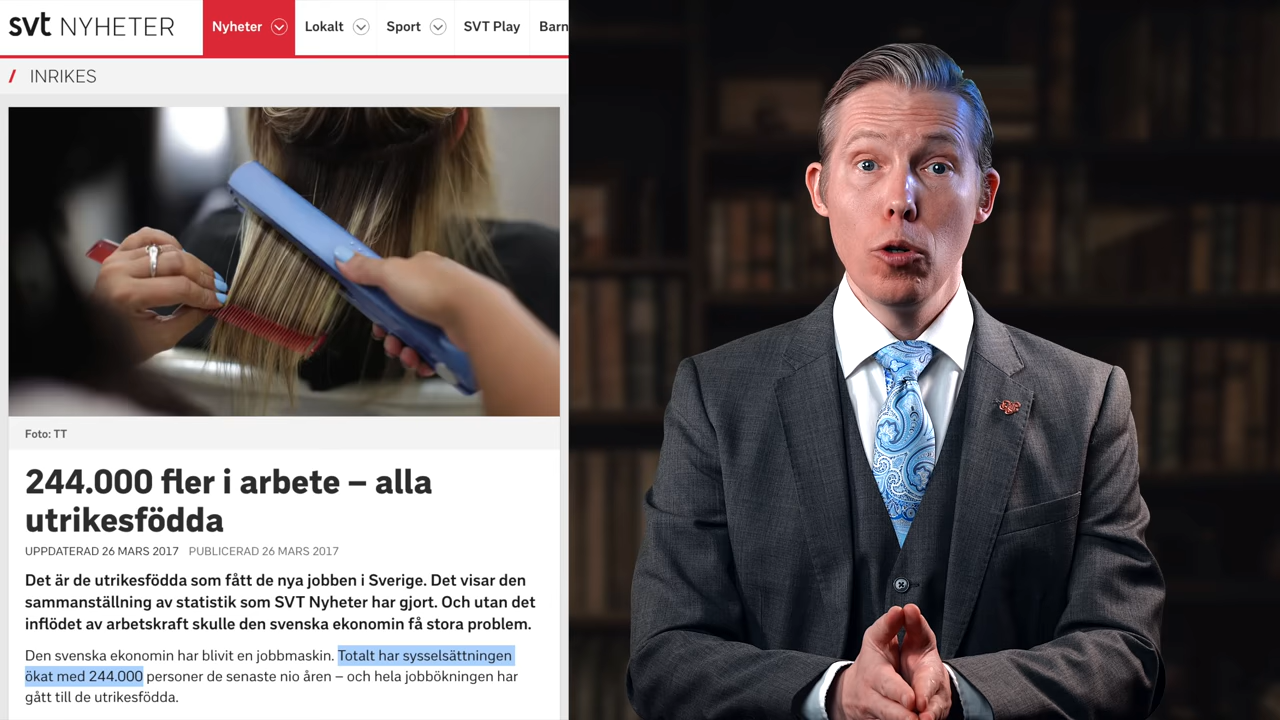 svt NYHETER Nyheter Lokalt Sport SVT Play Barn
/ INRIKES
Foto: TT
244.000 fler i arbete – alla
utrikesfödda
UPPDATERAD 26 MARS 2017 PUBLICERAD 26 MARS 2017
Det är de utrikesfödda som fått de nya jobben i Sverige. Det visar den
sammanställning av statistik som SVT Nyheter har gjort. Och utan det
inflödet av arbetskraft skulle den svenska ekonomin få stora problem.
Den svenska ekonomin har blivit en jobbmaskin. Totalt har sysselsättningen
ökat med 244.000 personer de senaste nio åren – och hela jobbökningen har
gått till de utrikesfödda.